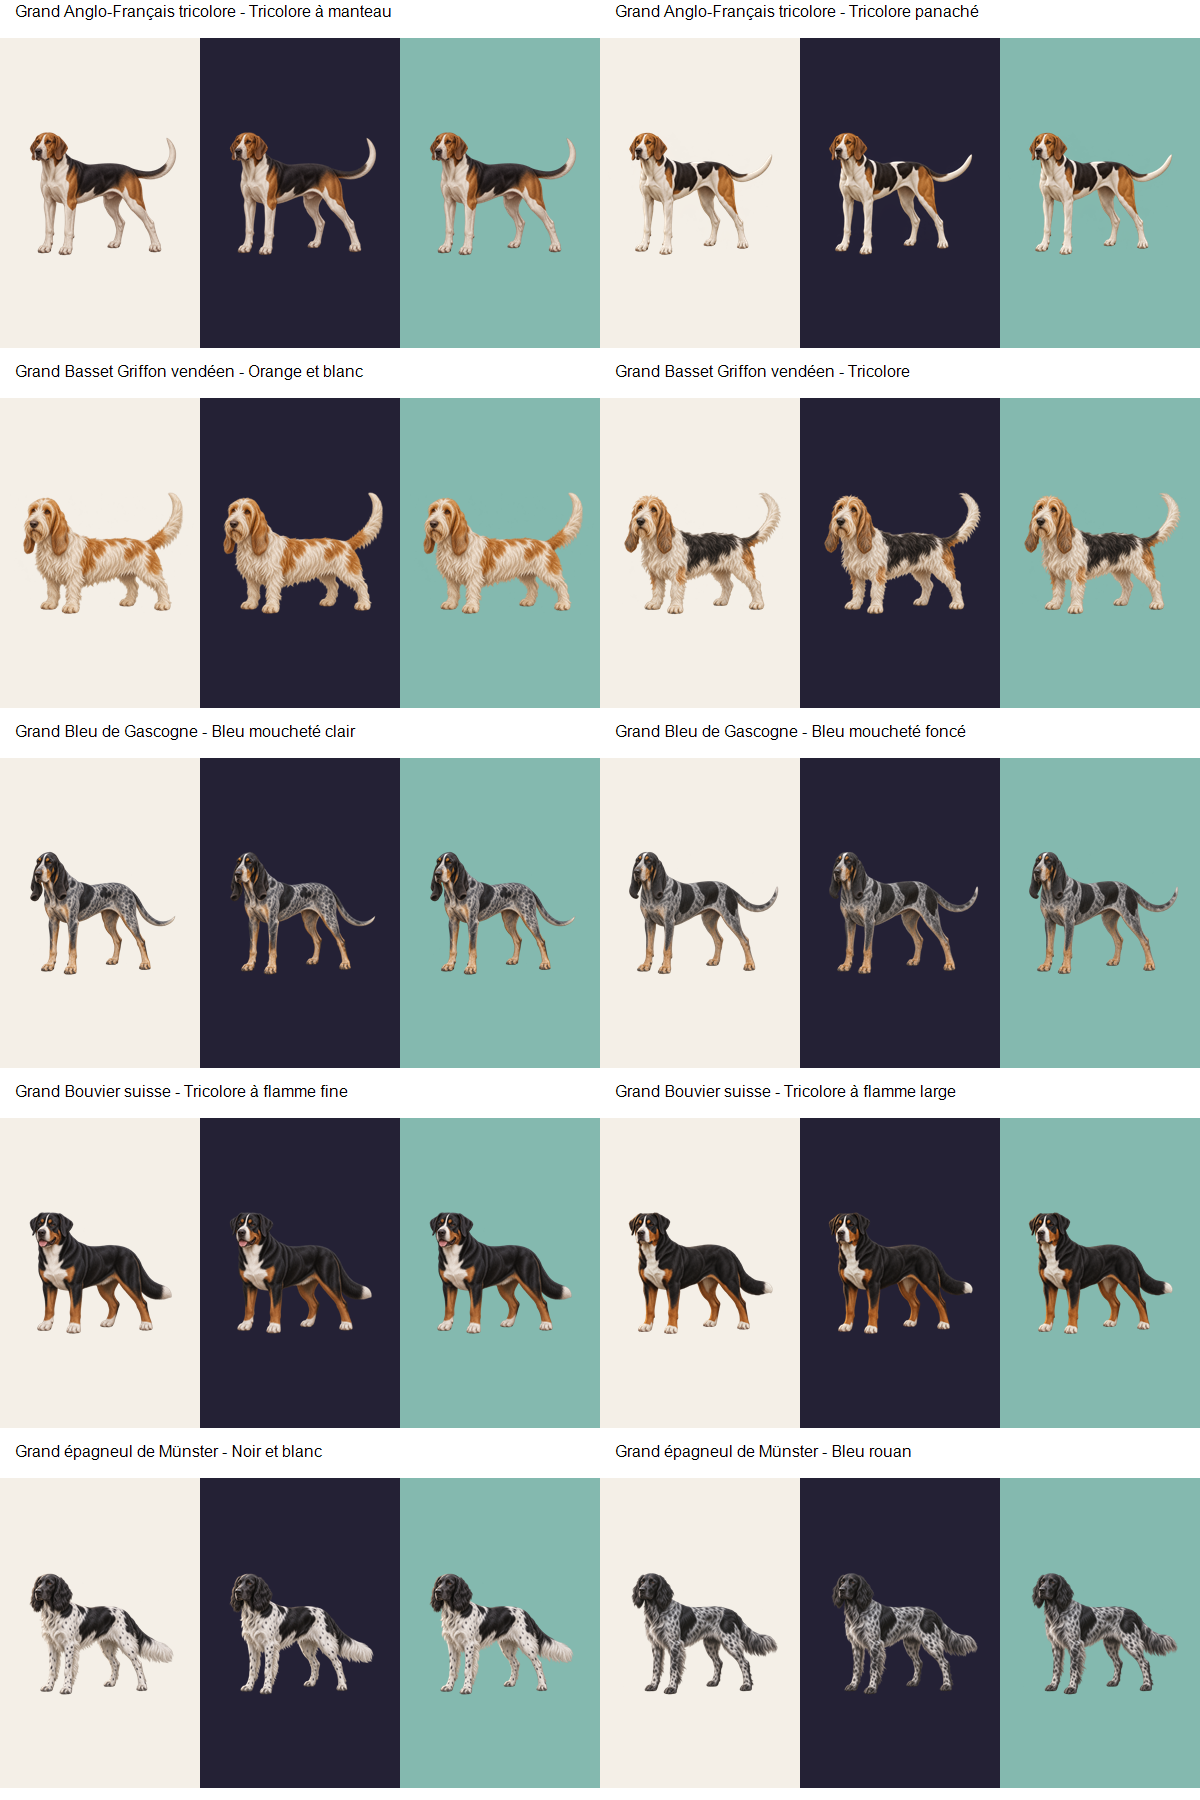 Grand Anglo-Français tricolore - Tricolore à manteau
Grand Anglo-Français tricolore - Tricolore panaché
Grand Basset Griffon vendéen - Orange et blanc
Grand Basset Griffon vendéen - Tricolore
Grand Bleu de Gascogne - Bleu moucheté clair
Grand Bleu de Gascogne - Bleu moucheté foncé
Grand Bouvier suisse - Tricolore à flamme fine
Grand Bouvier suisse - Tricolore à flamme large
Grand épagneul de Münster - Noir et blanc
Grand épagneul de Münster - Bleu rouan